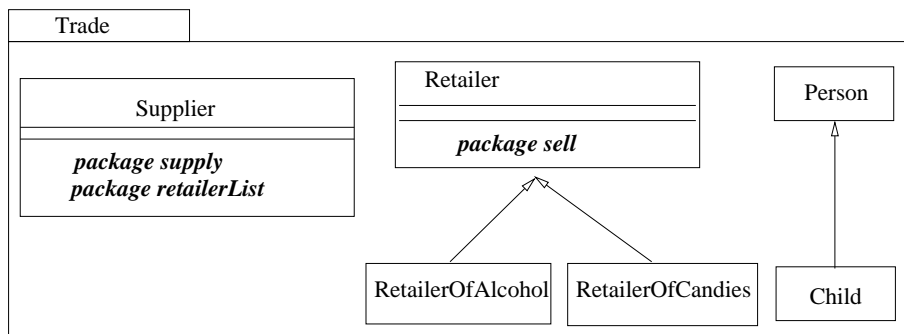 Trade
Supplier
package supply
package retailerList
Retailer
package sell
Person
RetailerOfAlcohol
RetailerOfCandies
Child